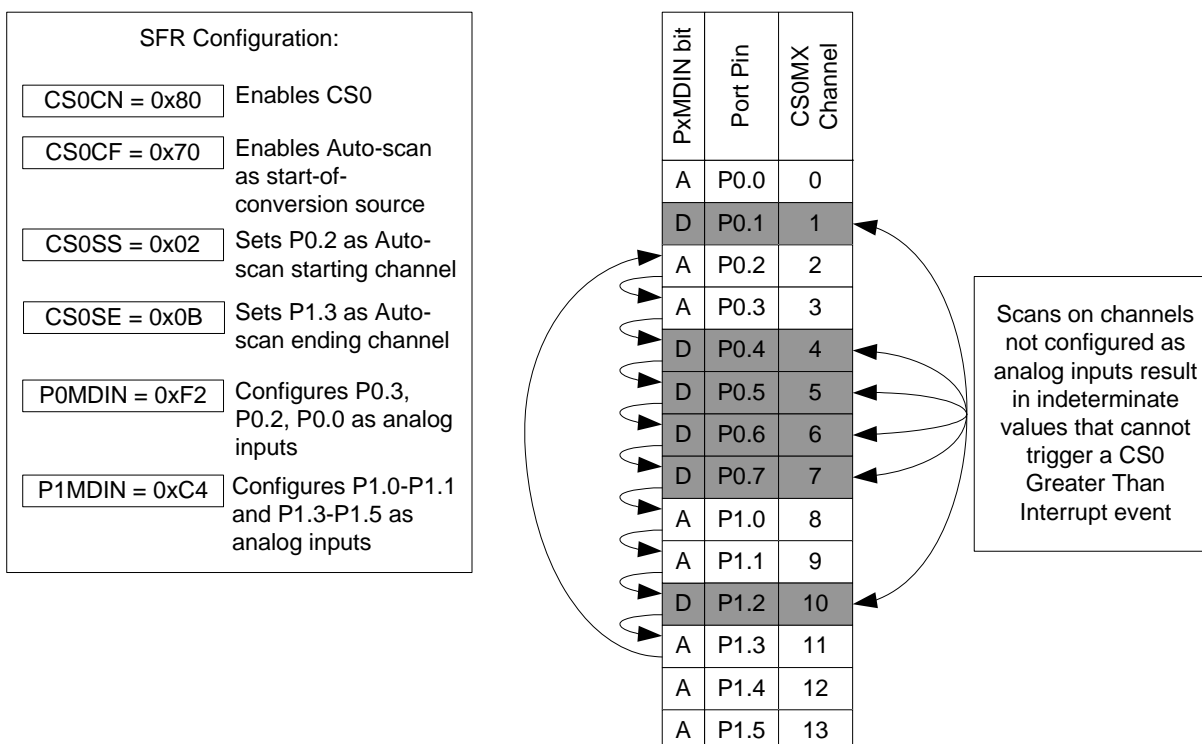 SFR Configuration:
CS0CN = 0x80
Enables CS0
CS0CF = 0x70
Enables Auto-scan
as start-of-
conversion source
CS0SS = 0x02
Sets P0.2 as Auto-
scan starting channel
CS0SE = 0x0B
Sets P1.3 as Auto-
scan ending channel
P0MDIN = 0xF2
Configures P0.3,
P0.2, P0.0 as analog
inputs
P1MDIN = 0xC4
Configures P1.0-P1.1
and P1.3-P1.5 as
analog inputs
PxMDIN bit
Port Pin
CS0MX
Channel
A P0.0 0
D P0.1 1
A P0.2 2
A P0.3 3
D P0.4 4
D P0.5 5
D P0.6 6
D P0.7 7
A P1.0 8
A P1.1 9
D P1.2 10
A P1.3 11
A P1.4 12
A P1.5 13
Scans on channels
not configured as
analog inputs result
in indeterminate
values that cannot
trigger a CS0
Greater Than
Interrupt event